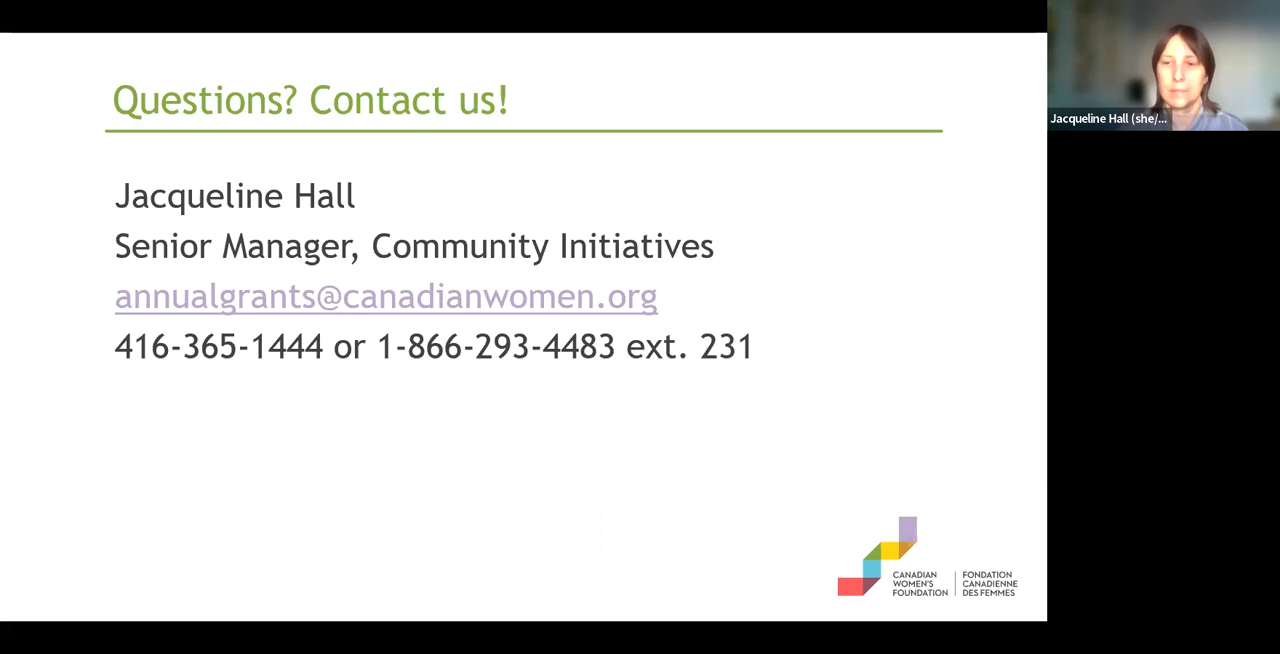 Questions? Contact us!
Jacqueline Hall
Senior Manager, Community Initiatives
annualgrants@canadianwomen.org
416-365-1444 or 1-866-293-4483 ext. 231
Jacqueline Hall (she/...
CANADIAN WOMEN'S FOUNDATION
FONDATION CANADIENNE DES FEMMES